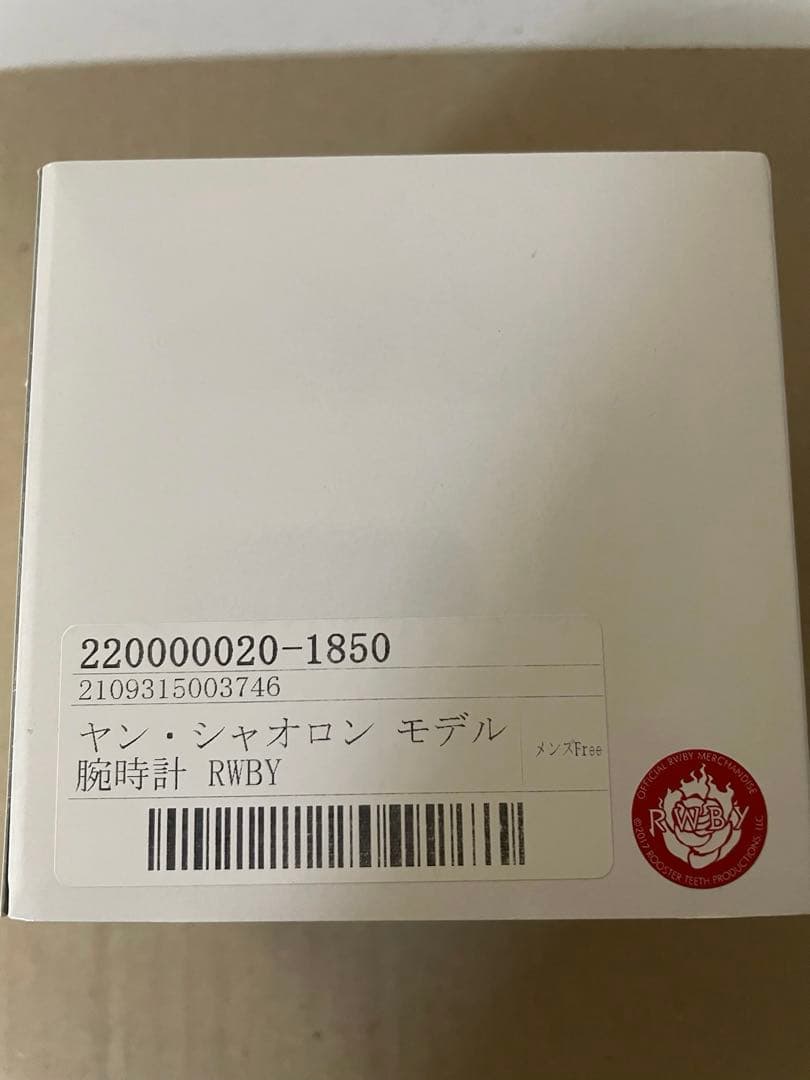 220000020-1850
2109315003746
ヤン・シャオロン モデル
腕時計 RWBY
メンズFree
OFFICIAL RWBY MERCHANDISE
RWBY
©2017 ROOSTER TEETH PRODUCTIONS, LLC